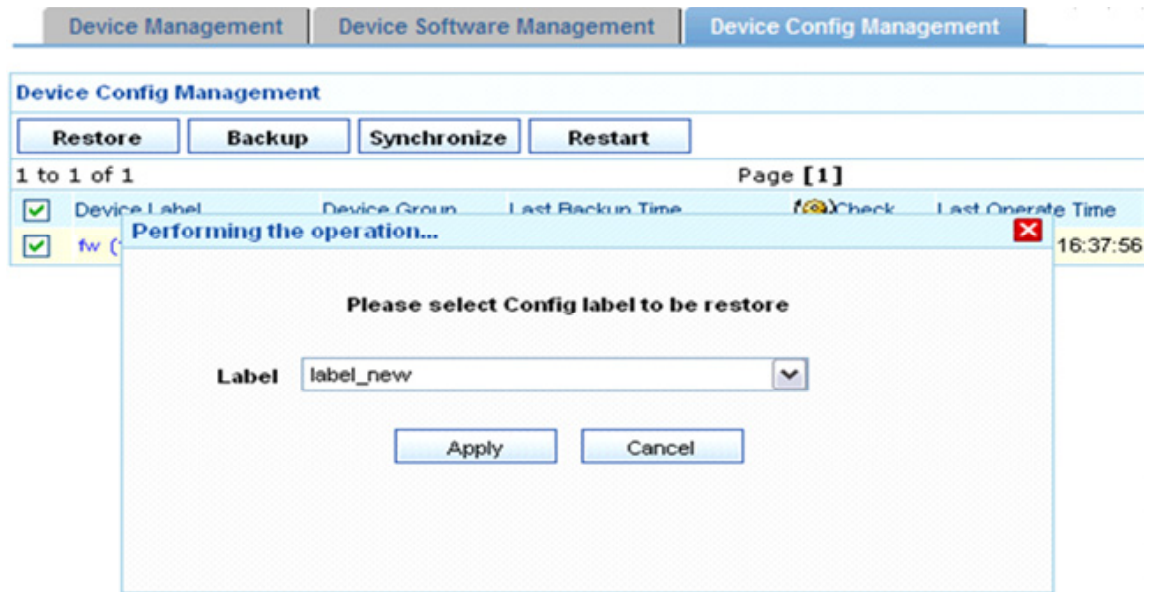 Device Management Device Software Management Device Config Management
Device Config Management
Restore Backup Synchronize Restart
1 to 1 of 1 Page [1]
Device Label Device Group Last Backup Time Check Last Operate Time
fw ( 16:37:56
Performing the operation...
Please select Config label to be restore
Label label_new
Apply Cancel